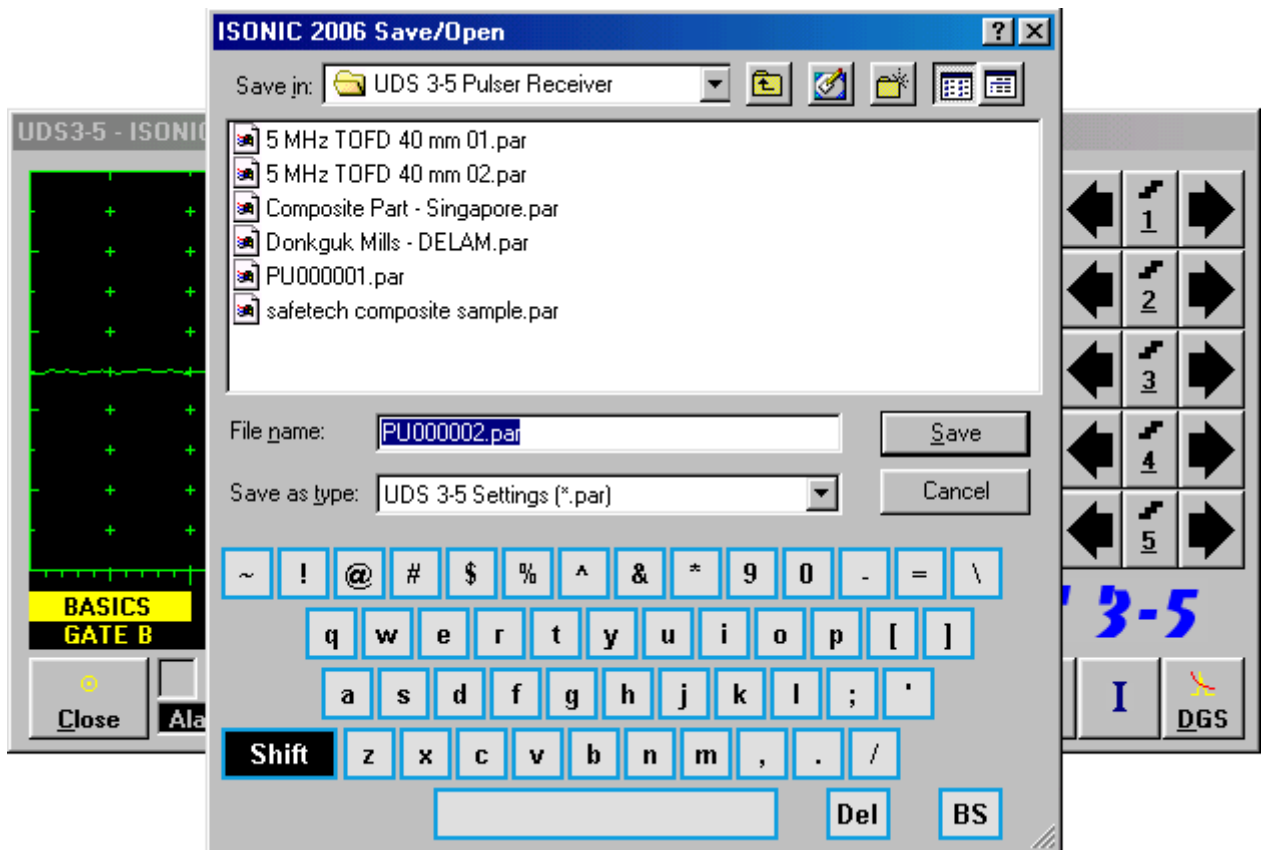 ISONIC 2006 Save/Open
? X
Save in: UDS 3-5 Pulser Receiver
UDS3-5 - ISONIC
5 MHz TOFD 40 mm 01.par
5 MHz TOFD 40 mm 02.par
Composite Part - Singapore.par
Donkguk Mills - DELAM.par
PU000001.par
safetech composite sample.par
1
2
3
4
5
File name: PU000002.par Save
Save as type: UDS 3-5 Settings (*.par) Cancel
~ ! @ # $ % ^ & * 9 0 - = \
q w e r t y u i o p [ ]
a s d f g h j k l ; '
Shift z x c v b n m , . /
Del BS
BASICS
GATE B
3-5
Close
I
DGS